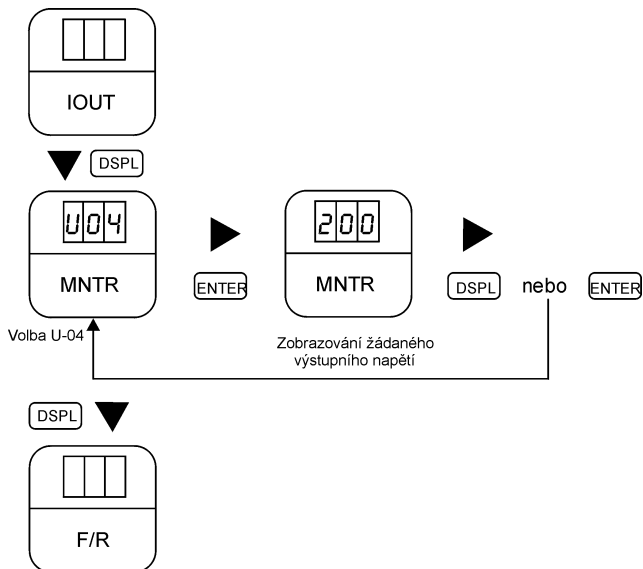 IOUT
DSPL
U04
200
MNTR
ENTER
MNTR
DSPL nebo ENTER
Volba U-04
Zobrazování žádaného
výstupního napětí
DSPL
F/R